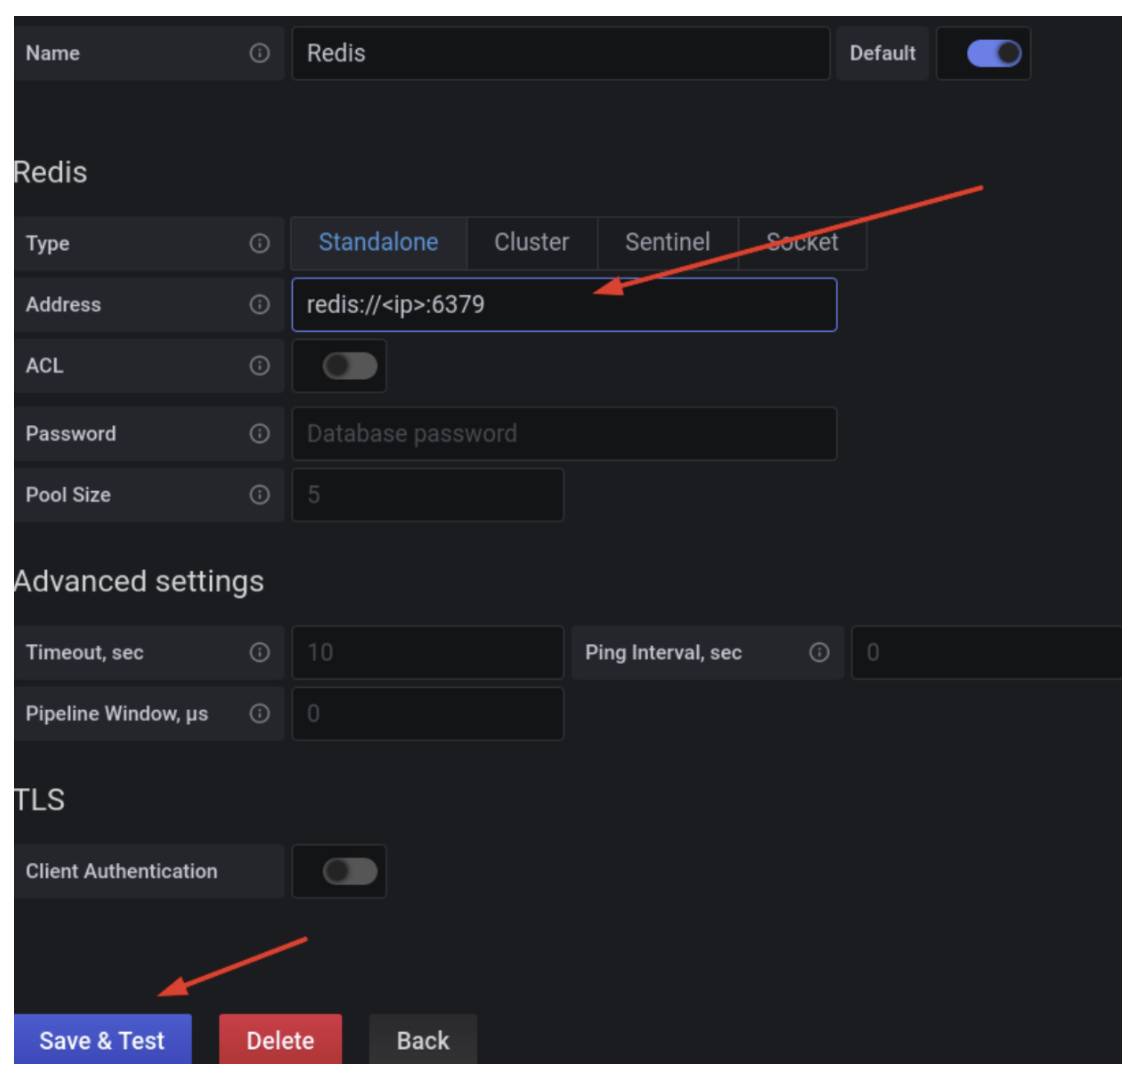 Name Redis Default
Redis
Type Standalone Cluster Sentinel Socket
Address redis://<ip>:6379
ACL
Password Database password
Pool Size 5
Advanced settings
Timeout, sec 10 Ping Interval, sec 0
Pipeline Window, μs 0
TLS
Client Authentication
Save & Test Delete Back